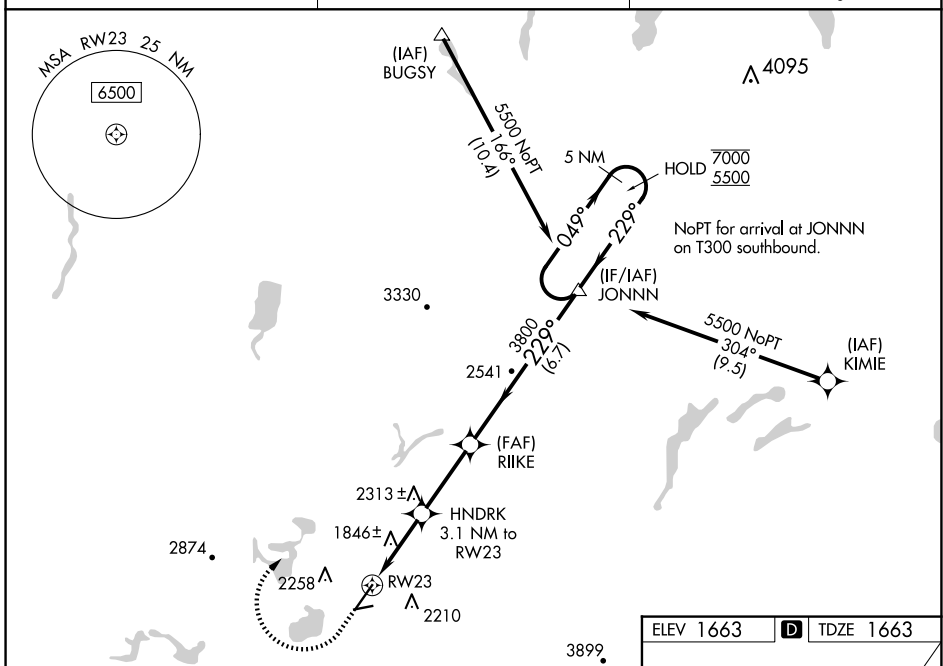 MSA RW23 25 NM
6500
(IAF)
BUGSY
4095
5500 NoPT
166°
(10.4)
5 NM
HOLD 7000
5500
049°
229°
NoPT for arrival at JONNN
on T300 southbound.
(IF/IAF)
JONNN
3330
3800
229°
(6.7)
5500 NoPT
304°
(9.5)
(IAF)
KIMIE
2541
(FAF)
RIIKE
2313 ±
HNDRK
3.1 NM to
RW23
1846±
2874
2258
RW23
2210
3899
ELEV 1663 D TDZE 1663